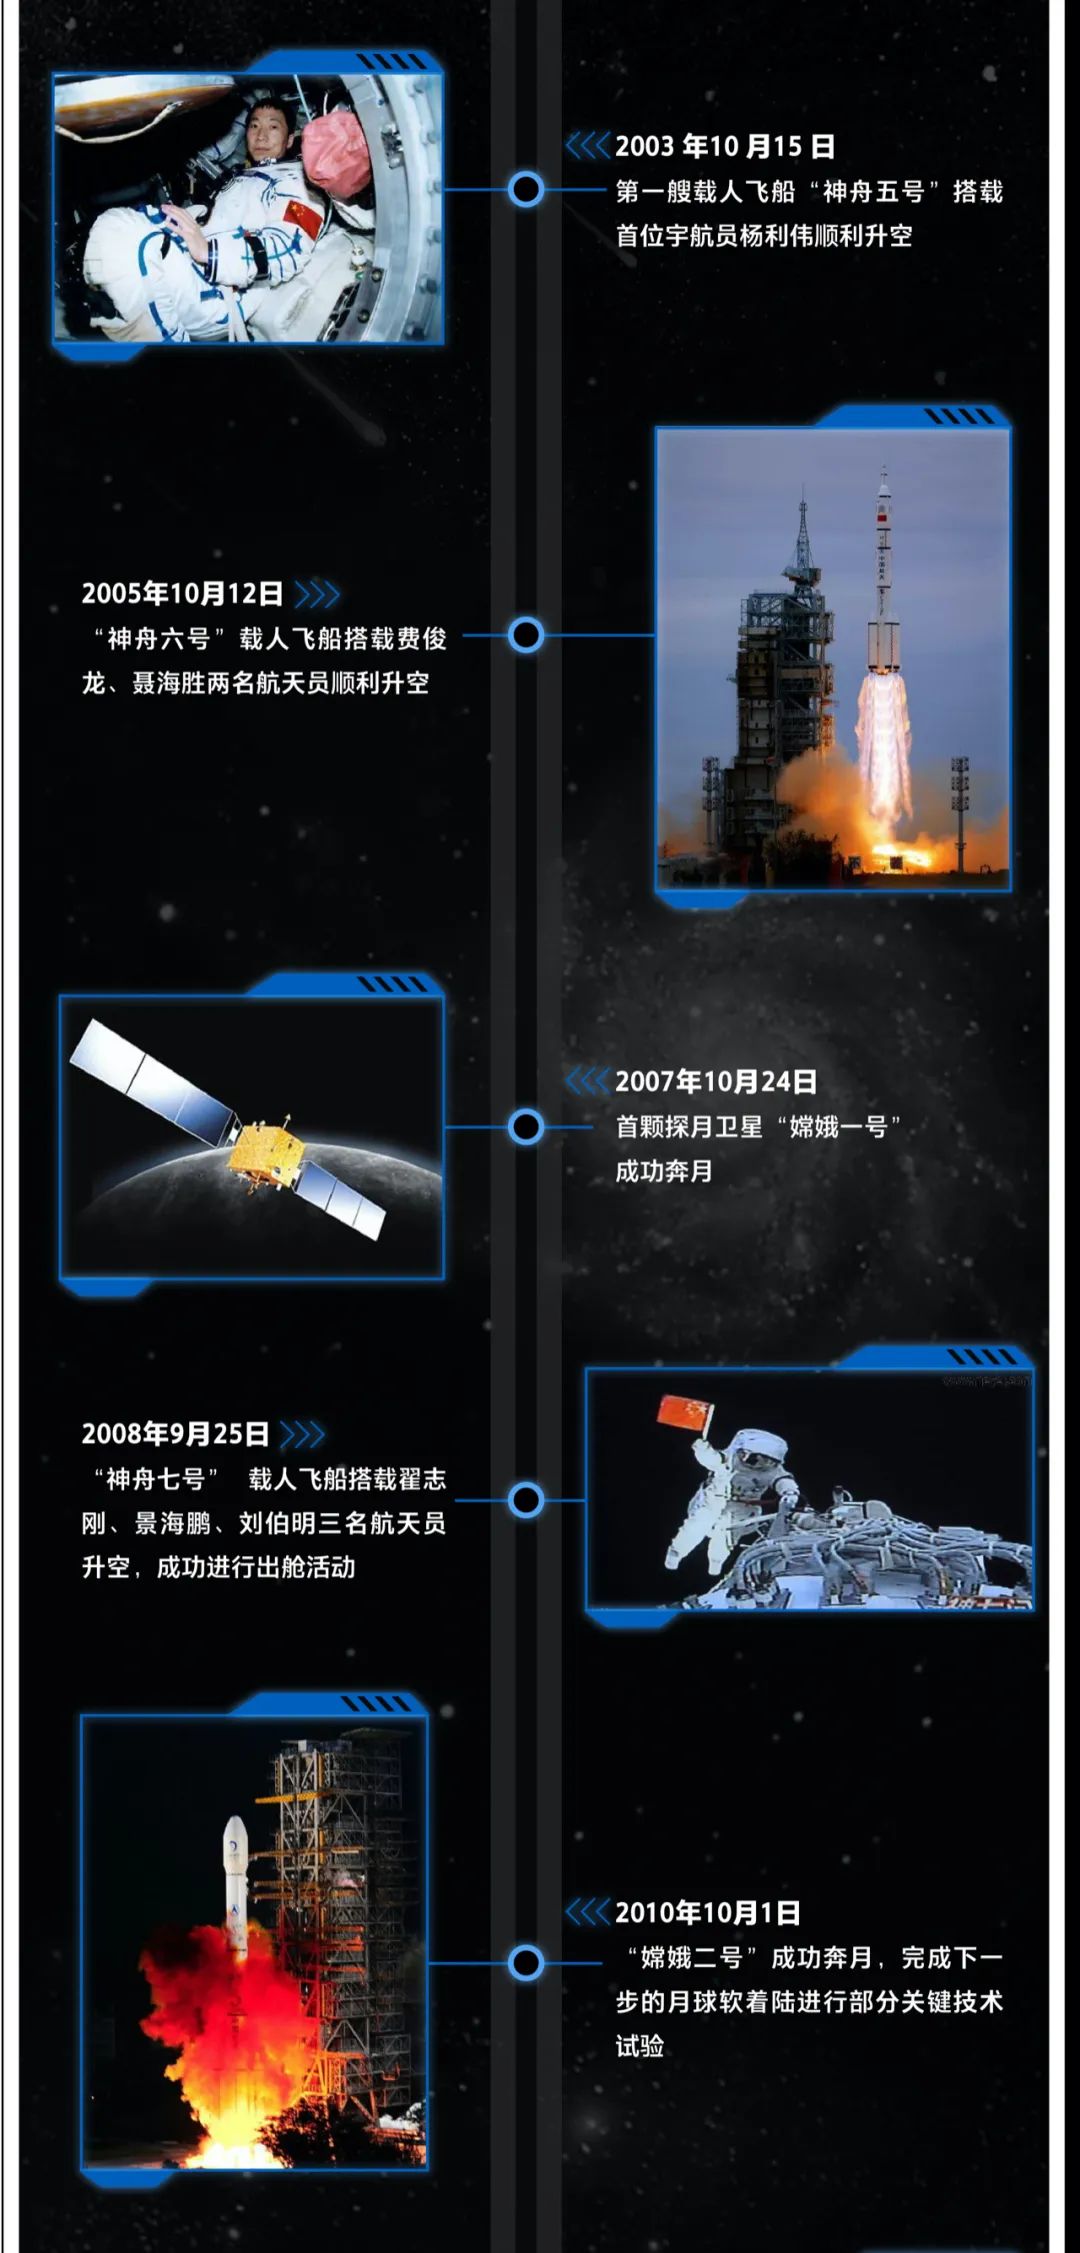 2003 年10 月15 日
第一艘载人飞船“神舟五号”搭载
首位宇航员杨利伟顺利升空
2005年10月12日
“神舟六号”载人飞船搭载费俊
龙、聂海胜两名航天员顺利升空
中国航天
2007年10月24日
首颗探月卫星“嫦娥一号”
成功奔月
2008年9月25日
“神舟七号” 载人飞船搭载翟志
刚、景海鹏、刘伯明三名航天员
升空，成功进行出舱活动
2010年10月1日
“嫦娥二号”成功奔月，完成下一
步的月球软着陆进行部分关键技术
试验